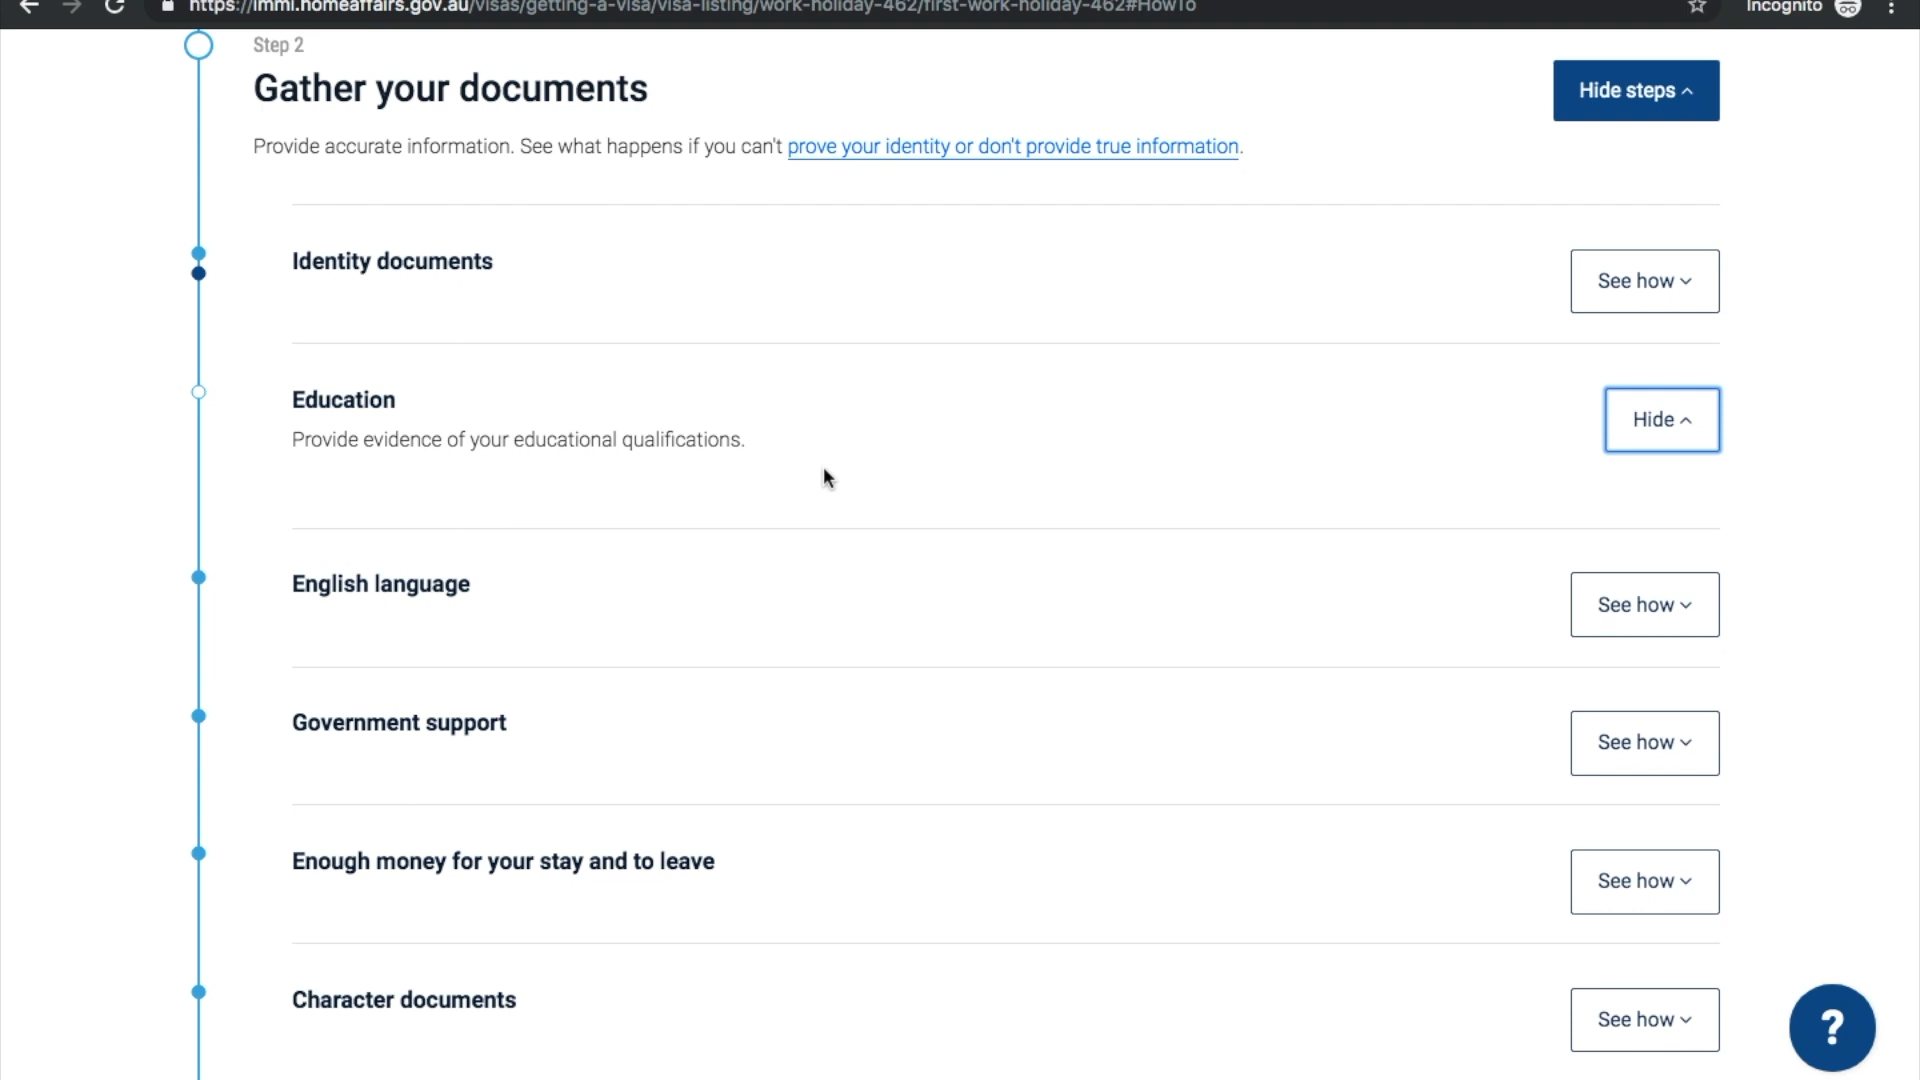 https://immi.homeaffairs.gov.au/visas/getting-a-visa/visa-listing/work-holiday-462/first-work-holiday-462#HowTo
Incognito
Step 2
Gather your documents
Hide steps
Provide accurate information. See what happens if you can't prove your identity or don't provide true information.
Identity documents
See how
Education
Hide
Provide evidence of your educational qualifications.
English language
See how
Government support
See how
Enough money for your stay and to leave
See how
Character documents
See how
?